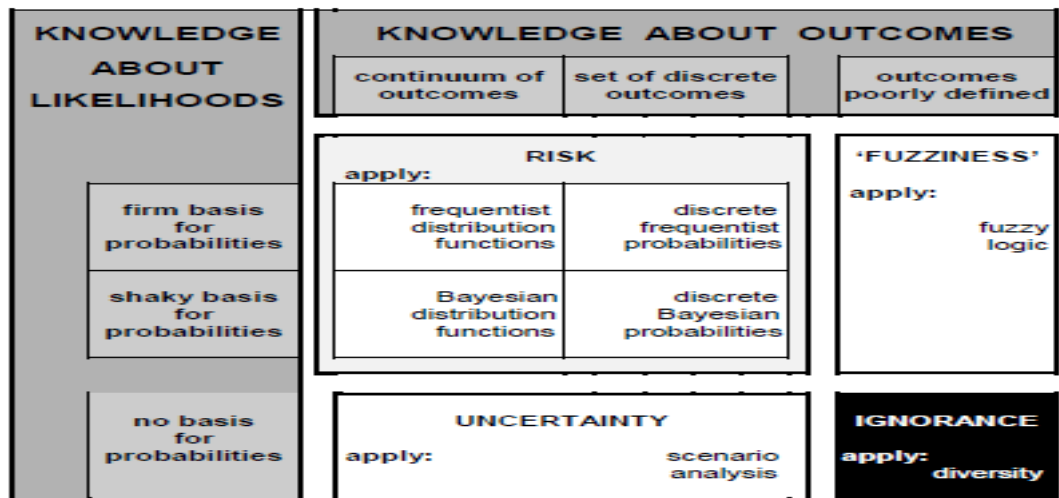 KNOWLEDGE
ABOUT
LIKELIHOODS
KNOWLEDGE ABOUT OUTCOMES
continuum of
outcomes
set of discrete
outcomes
outcomes
poorly defined
RISK
apply:
‘FUZZINESS’
apply:
fuzzy
logic
firm basis
for
probabilities
frequentist
distribution
functions
discrete
frequentist
probabilities
shaky basis
for
probabilities
Bayesian
distribution
functions
discrete
Bayesian
probabilities
no basis
for
probabilities
UNCERTAINTY
apply:
scenario
analysis
IGNORANCE
apply:
diversity